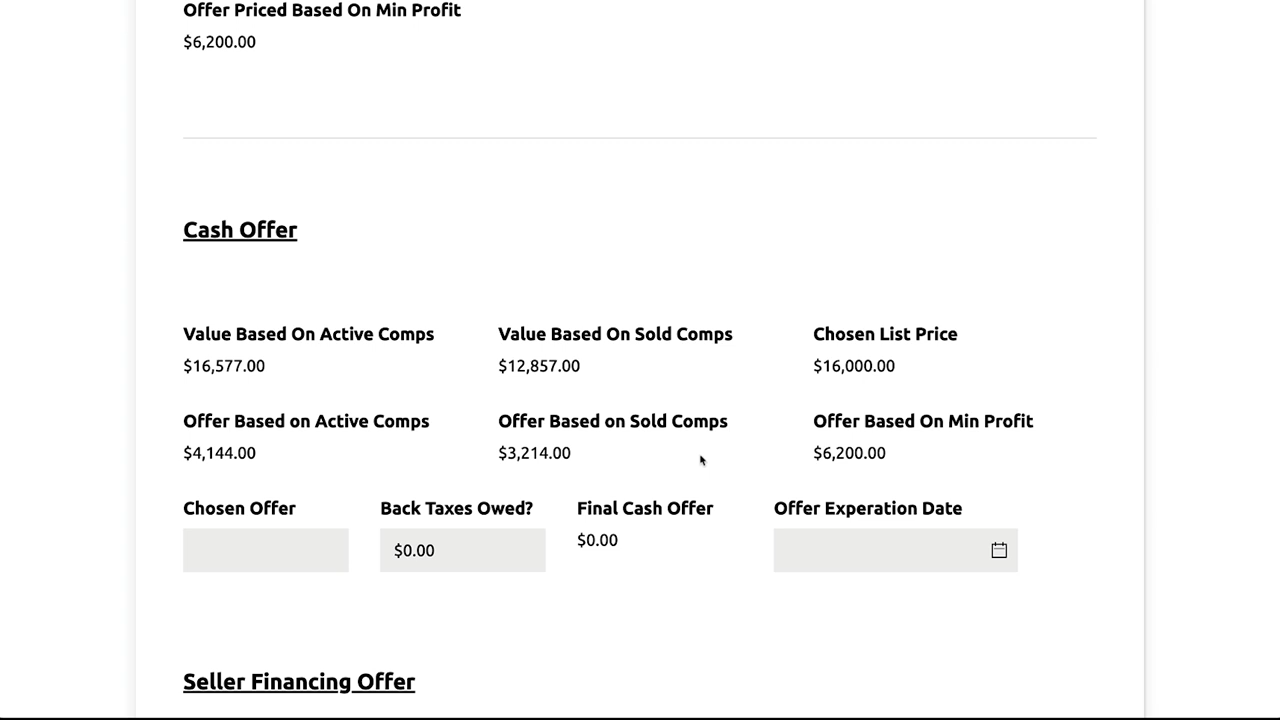 Offer Priced Based On Min Profit
$6,200.00
Cash Offer
Value Based On Active Comps
$16,577.00
Value Based On Sold Comps
$12,857.00
Chosen List Price
$16,000.00
Offer Based on Active Comps
$4,144.00
Offer Based on Sold Comps
$3,214.00
Offer Based On Min Profit
$6,200.00
Chosen Offer
Back Taxes Owed?
$0.00
Final Cash Offer
$0.00
Offer Experation Date
Seller Financing Offer